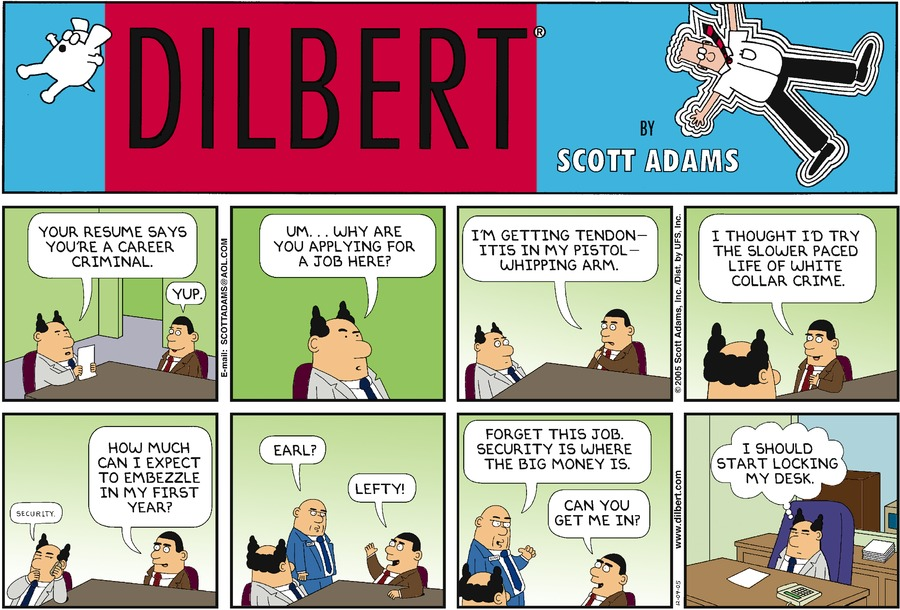 DILBERT®
BY
SCOTT ADAMS
YOUR RESUME SAYS
YOU'RE A CAREER
CRIMINAL.
YUP.
E-mail: SCOTTADAMS@AOL.COM
UM... WHY ARE
YOU APPLYING FOR
A JOB HERE?
I'M GETTING TENDON-
ITIS IN MY PISTOL-
WHIPPING ARM.
© 2005 Scott Adams, Inc./Dist. by UFS, Inc.
I THOUGHT I'D TRY
THE SLOWER PACED
LIFE OF WHITE
COLLAR CRIME.
SECURITY.
HOW MUCH
CAN I EXPECT
TO EMBEZZLE
IN MY FIRST
YEAR?
EARL?
LEFTY!
FORGET THIS JOB.
SECURITY IS WHERE
THE BIG MONEY IS.
CAN YOU
GET ME IN?
12-04-05
www.dilbert.com
I SHOULD
START LOCKING
MY DESK.